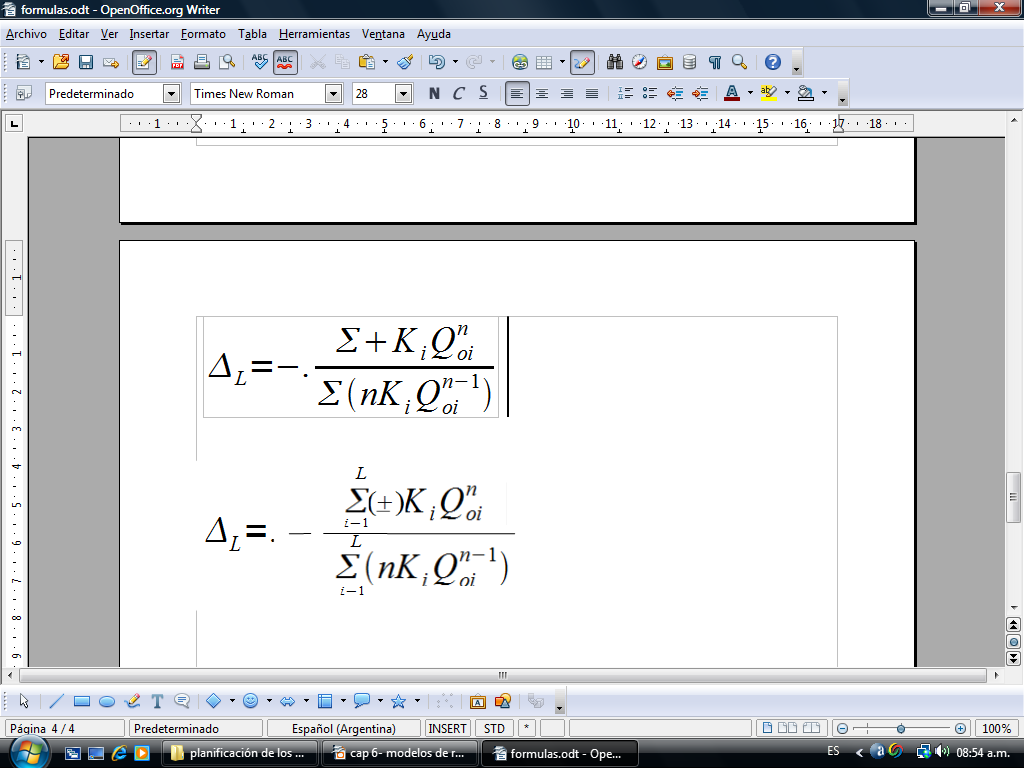 formulas.odt - OpenOffice.org Writer
Archivo Editar Ver Insertar Formato Tabla Herramientas Ventana Ayuda
Predeterminado Times New Roman 28 N C S
1 1 2 3 4 5 6 7 8 9 10 11 12 13 14 15 16 17 18
Δ_L=−. (Σ+K_i Q_oi^n)/(Σ(nK_i Q_oi^{n−1}))
Δ_L=. − (Σ_{i−1}^L(±)K_i Q_oi^n)/(Σ_{i−1}^L(nK_i Q_oi^{n−1}))
Página 4 / 4 Predeterminado Español (Argentina) INSERT STD * 100%
planificación de los ... cap 6- modelos de r... formulas.odt - Ope... ES 08:54 a.m.